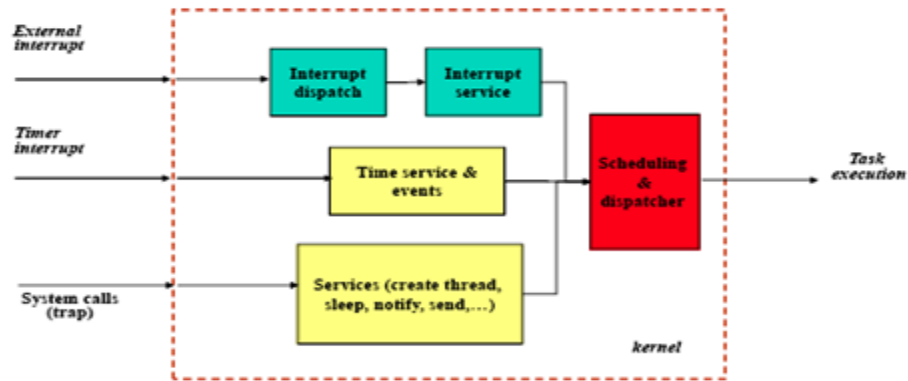 External
interrupt
Interrupt
dispatch
Interrupt
service
Timer
interrupt
Time service &
events
Scheduling
&
dispatcher
Task
execution
System calls
(trap)
Services (create thread,
sleep, notify, send,...)
kernel